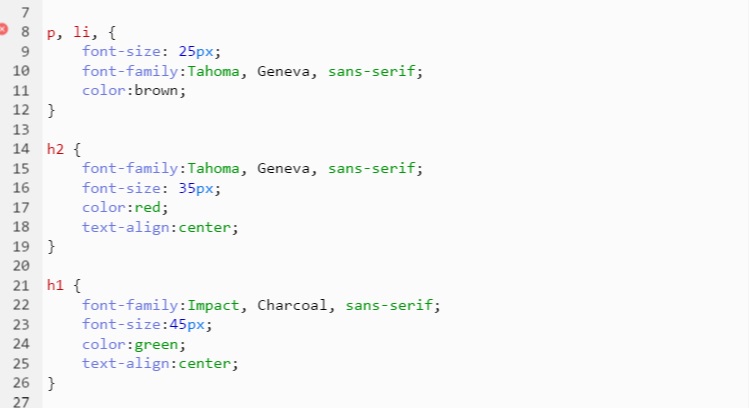 7
8 p, li, {
9     font-size: 25px;
10     font-family:Tahoma, Geneva, sans-serif;
11     color:brown;
12 }
13
14 h2 {
15     font-family:Tahoma, Geneva, sans-serif;
16     font-size: 35px;
17     color:red;
18     text-align:center;
19 }
20
21 h1 {
22     font-family:Impact, Charcoal, sans-serif;
23     font-size:45px;
24     color:green;
25     text-align:center;
26 }
27